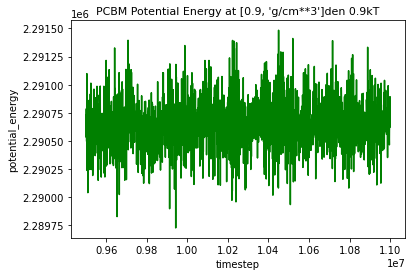 PCBM Potential Energy at [0.9, 'g/cm**3']den 0.9kT
1e6
2.29150
2.29125
2.29100
2.29075
2.29050
2.29025
2.29000
2.28975
potential_energy
0.96 0.98 1.00 1.02 1.04 1.06 1.08 1.10
timestep
1e7